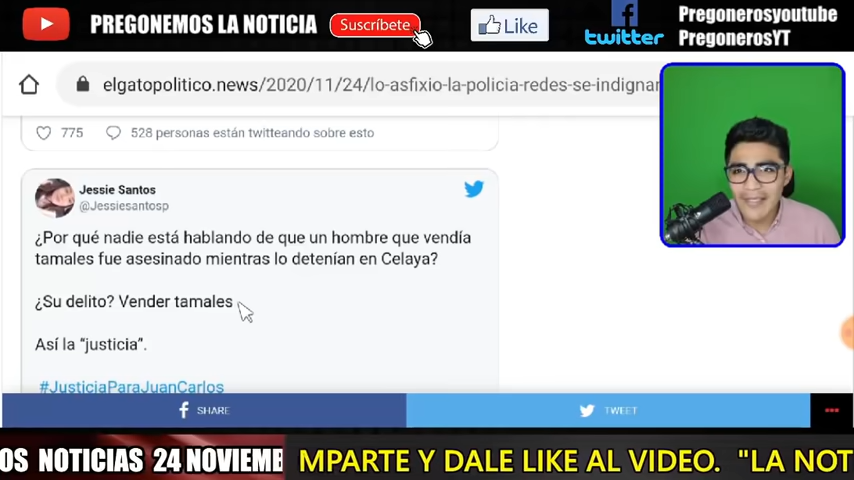 PREGONEMOS LA NOTICIA
Suscríbete
Like
twitter
Pregonerosyoutube
PregonerosYT
elgatopolitico.news/2020/11/24/lo-asfixio-la-policia-redes-se-indignan
775
528 personas están twitteando sobre esto
Jessie Santos
@Jessiesantosp
¿Por qué nadie está hablando de que un hombre que vendía
tamales fue asesinado mientras lo detenían en Celaya?
¿Su delito? Vender tamales
Así la “justicia”.
#JusticiaParaJuanCarlos
SHARE
TWEET
OS NOTICIAS 24 NOVIEMB
MPARTE Y DALE LIKE AL VIDEO. "LA NOT